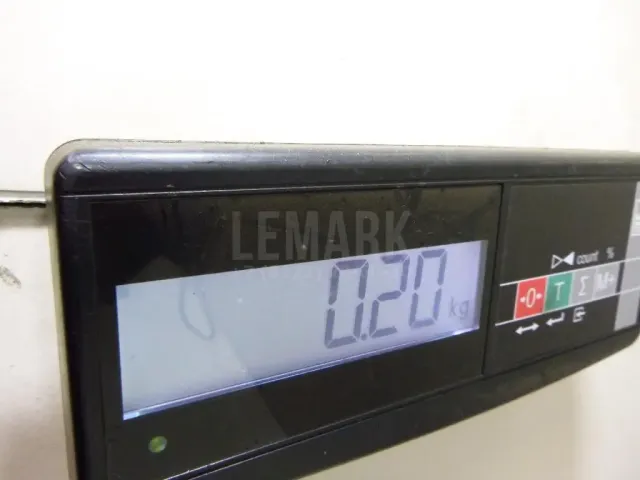 LEMARK
0.20 kg
count %
→0← T Σ M+